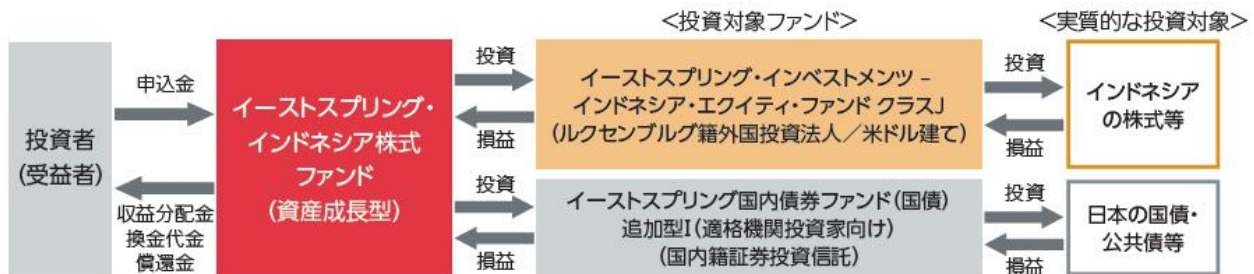 <投資対象ファンド>
<実質的な投資対象>
投資者
(受益者)
申込金
収益分配金
換金代金
償還金
イーストスプリング・
インドネシア株式
ファンド
(資産成長型)
投資
損益
投資
損益
イーストスプリング・インベストメンツ –
インドネシア・エクイティ・ファンド クラスJ
(ルクセンブルグ籍外国投資法人/米ドル建て)
イーストスプリング国内債券ファンド(国債)
追加型I(適格機関投資家向け)
(国内籍証券投資信託)
投資
損益
投資
損益
インドネシア
の株式等
日本の国債・
公共債等